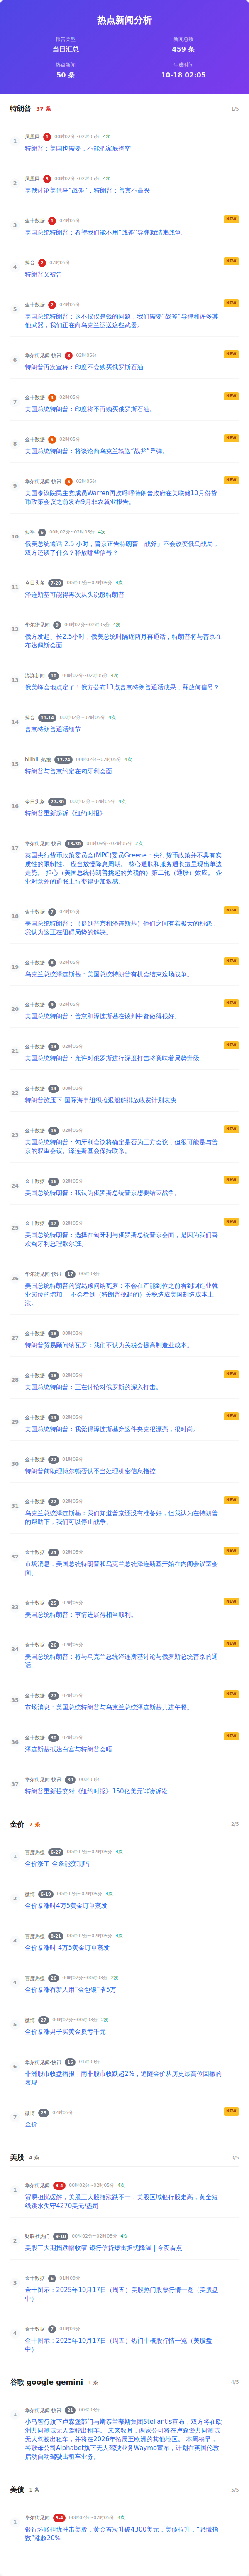 热点新闻分析
报告类型
新闻总数
当日汇总
459 条
热点新闻
生成时间
50 条
10-18 02:05
特朗普 37 条 1/5
1 凤凰网 1 00时02分~02时05分 4次
特朗普：美国也需要，不能把家底掏空
2 凤凰网 3 00时02分~02时05分 4次
美俄讨论美供乌“战斧”，特朗普：普京不高兴
3 金十数据 1 02时05分 NEW
美国总统特朗普：希望我们能不用“战斧”导弹就结束战争。
4 抖音 2 02时05分 NEW
特朗普又被告
5 金十数据 2 02时05分 NEW
美国总统特朗普：这不仅仅是钱的问题，我们需要“战斧”导弹和许多其
他武器，我们正在向乌克兰运送这些武器。
6 华尔街见闻·快讯 3 02时05分 NEW
特朗普再次宣称：印度不会购买俄罗斯石油
7 金十数据 4 02时05分 NEW
美国总统特朗普：印度将不再购买俄罗斯石油。
8 金十数据 5 02时05分 NEW
美国总统特朗普：将谈论向乌克兰输送“战斧”导弹。
9 华尔街见闻·快讯 5 02时05分 NEW
美国参议院民主党成员Warren再次呼吁特朗普政府在美联储10月份货
币政策会议之前发布9月非农就业报告。
10 知乎 6 00时02分~02时05分 4次
俄美总统通话 2.5 小时，普京正告特朗普「战斧」不会改变俄乌战局，
双方还谈了什么？释放哪些信号？
11 今日头条 7-20 00时02分~02时05分 4次
泽连斯基可能得再次从头说服特朗普
12 华尔街见闻 9 00时02分~02时05分 4次
俄方发起、长2.5小时，俄美总统时隔近两月再通话，特朗普将与普京在
布达佩斯会面
13 澎湃新闻 10 00时02分~02时05分 4次
俄美峰会地点定了！俄方公布13点普京特朗普通话成果，释放何信号？
14 抖音 11-14 00时02分~02时05分 4次
普京特朗普通话细节
15 bilibili 热搜 17-24 00时02分~02时05分 4次
特朗普与普京约定在匈牙利会面
16 今日头条 27-30 00时02分~02时05分 4次
特朗普重新起诉《纽约时报》
17 华尔街见闻·快讯 13-30 01时09分~02时05分 2次
英国央行货币政策委员会(MPC)委员Greene：央行货币政策并不具有实
质性的限制性。 应当放慢降息周期。 核心通胀和服务通长坦呈现出单边
走势。 担心（美国总统特朗普挑起的关税的）第二轮（通胀）效应。 企
业对意外的通胀上行变得更加敏感。
18 金十数据 7 02时05分 NEW
美国总统特朗普：（提到普京和泽连斯基）他们之间有着极大的积怨，
我认为这正在阻碍局势的解决。
19 金十数据 8 02时05分 NEW
乌克兰总统泽连斯基：美国总统特朗普有机会结束这场战争。
20 金十数据 9 02时05分 NEW
美国总统特朗普：普京和泽连斯基在谈判中都做得很好。
21 金十数据 13 02时05分 NEW
美国总统特朗普：允许对俄罗斯进行深度打击将意味着局势升级。
22 金十数据 14 00时03分
特朗普施压下 国际海事组织推迟船舶排放收费计划表决
23 金十数据 15 02时05分 NEW
美国总统特朗普：匈牙利会议将确定是否为三方会议，但很可能是与普
京的双重会议。泽连斯基会保持联系。
24 金十数据 16 02时05分 NEW
美国总统特朗普：我认为俄罗斯总统普京想要结束战争。
25 金十数据 17 02时05分 NEW
美国总统特朗普：选择在匈牙利与俄罗斯总统普京会面，是因为我们喜
欢匈牙利总理欧尔班。
26 华尔街见闻·快讯 17 00时03分
美国总统特朗普的贸易顾问纳瓦罗：不会在产能到位之前看到制造业就
业岗位的增加。 不会看到（特朗普挑起的）关税造成美国制造成本上
涨。
27 金十数据 18 00时03分
特朗普贸易顾问纳瓦罗：我们不认为关税会提高制造业成本。
28 金十数据 18 02时05分 NEW
美国总统特朗普：正在讨论对俄罗斯的深入打击。
29 金十数据 19 02时05分 NEW
美国总统特朗普：我觉得泽连斯基穿这件夹克很漂亮，很时尚。
30 金十数据 22 01时09分
特朗普前助理博尔顿否认不当处理机密信息指控
31 金十数据 22 02时05分 NEW
乌克兰总统泽连斯基：我们知道普京还没有准备好，但我认为在特朗普
的帮助下，我们可以停止战争。
32 金十数据 24 02时05分 NEW
市场消息：美国总统特朗普和乌克兰总统泽连斯基开始在内阁会议室会
面。
33 金十数据 25 02时05分 NEW
美国总统特朗普：事情进展得相当顺利。
34 金十数据 26 02时05分 NEW
美国总统特朗普：将与乌克兰总统泽连斯基讨论与俄罗斯总统普京的通
话。
35 金十数据 27 02时05分 NEW
市场消息：美国总统特朗普与乌克兰总统泽连斯基共进午餐。
36 金十数据 30 02时05分 NEW
泽连斯基抵达白宫与特朗普会晤
37 华尔街见闻·快讯 30 00时03分
特朗普重新提交对《纽约时报》150亿美元诽谤诉讼
金价 7 条 2/5
1 百度热搜 6-27 00时02分~02时05分 4次
金价涨了 金条能变现吗
2 微博 6-19 00时02分~02时05分 4次
金价暴涨时4万5黄金订单蒸发
3 百度热搜 8-21 00时02分~02时05分 4次
金价暴涨时 4万5黄金订单蒸发
4 百度热搜 26 00时02分~00时03分 2次
金价暴涨有新人用“金包银”省5万
5 微博 27 00时02分~00时03分 2次
金价暴涨男子买黄金反亏千元
6 华尔街见闻·快讯 16 01时09分
非洲股市收盘播报｜南非股市收跌超2%，追随金价从历史最高位回撤的
表现
7 微博 25 02时05分 NEW
金价
美股 4 条 3/5
1 华尔街见闻 3-4 00时02分~02时05分 4次
贸易担忧缓解，美股三大股指涨跌不一，美股区域银行股走高，黄金短
线跳水失守4270美元/盎司
2 财联社热门 9-10 00时02分~02时05分 4次
美股三大期指跌幅收窄 银行信贷爆雷担忧降温 | 今夜看点
3 金十数据 6 01时09分
金十图示：2025年10月17日（周五）美股热门股票行情一览（美股盘
中）
4 金十数据 7 01时09分
金十图示：2025年10月17日（周五）热门中概股行情一览（美股盘
中）
谷歌 google gemini 1 条 4/5
1 华尔街见闻·快讯 21 00时03分
小马智行旗下卢森堡部门与斯泰兰蒂斯集团Stellantis宣布，双方将在欧
洲共同测试无人驾驶出租车。 未来数月，两家公司将在卢森堡共同测试
无人驾驶出租车，并将在2026年拓展至欧洲的其他地区。 本周稍早，
谷歌母公司Alphabet旗下无人驾驶业务Waymo宣布，计划在英国伦敦
启动自动驾驶出租车业务。
美债 1 条 5/5
1 华尔街见闻 3-4 00时02分~02时05分 4次
银行坏账担忧冲击美股，黄金首次升破4300美元，美债拉升，“恐慌指
数”涨超20%